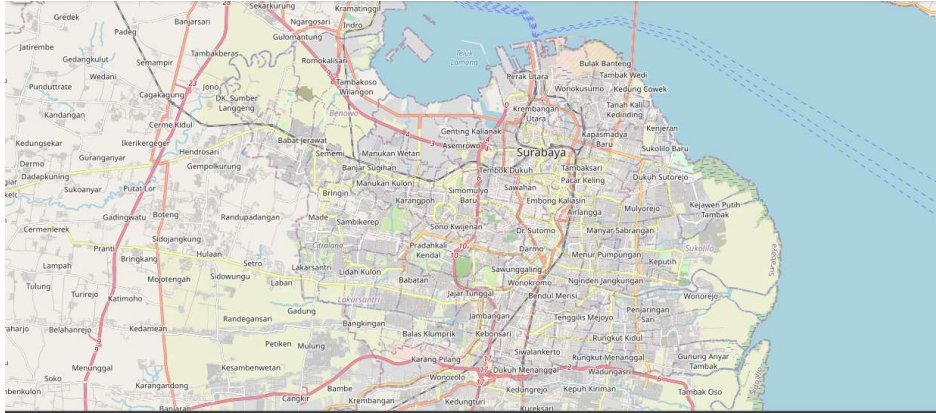 Gredek
Padeg
Banjarsari
Sekarkurung
28
Kramatinggil
Ngargosari
Indro
Gulomantung
Jatirembe
Semampir
Tambakberas
Romokalisari
Teluk
Lamong
Gedangkulut
Wedani
Punduttrate
Jono
23
Tambakoso
Wilangon
Perak Utara
Bulak Banteng
Wonokusumo
Tambak Wedi
Kedung Cowek
Cagakagung
DK. Sumber
Langgeng
Kandangan
Benowo
Krembangan
Utara
Tanah Kali
Kedinding
Cerme Kidul
Genting Kalianak
Kapasmadya
Baru
Kenjeran
Kedungsekar
Ikerikergeger
Babat Jerawat
Asemrowo
Sukolilo Baru
Hendrosari
Sememi
Manukan Wetan
Surabaya
Dermo
Guranganyar
Gempolkurung
Banjar Sugihan
Tembok Dukuh
Tambaksari
Dadapkuning
Putat Lor
Manukan Kulon
Pacar Keling
Dukuh Sutorejo
Sukoanyar
Bringin
Simomulyo
Baru
Sawahan
Karangpoh
Embong Kaliasin
Gadingwatu
Boteng
Randupadangan
Made
Airlangga
Mulyorejo
Kejawen Putih
Tambak
Sambikerep
Sono Kwijenan
Dr. Sutomo
Cermenlerek
Sidojangkung
Manyar Sabrangan
Pranti
Citraland
Pradahkali
Kendal
10
10
Darmo
Sukolilo
Surabaya
Bringkang
Hulaan
Menur Pumpungan
Lampah
Setro
Lakarsantri
Lidah Kulon
Sawunggaling
Keputih
Tulung
Mojotengah
Sidowungu
Laban
Babatan
Wonokromo
Nginden Jangkungan
Turirejo
Katimoho
Lakarsantri
Jajar Tunggal
Bendul Merisi
Wonorejo
Gadung
Jambangan
Penjaringan
Sari
Randegansari
Tenggilis Mejoyo
Bangkingan
Belahanrejo
Kedamean
Balas Klumprik
Kebonsari
Rungkut Kidul
Petiken
Mulung
Siwalankerto
Karang Pilang
Rungkut Menanggal
Gunung Anyar
Tambak
Menunggal
Kesambenwetan
Dukuh Menanggal
Wonocolo
17
Wadungasri
Soko
Karangandong
Bambe
Kedungrejo
Kepuh Kiriman
Tambak Oso
Sidoarjo
Cangkir
Krembangan
Kedungturi
Banjaran
Kureksari